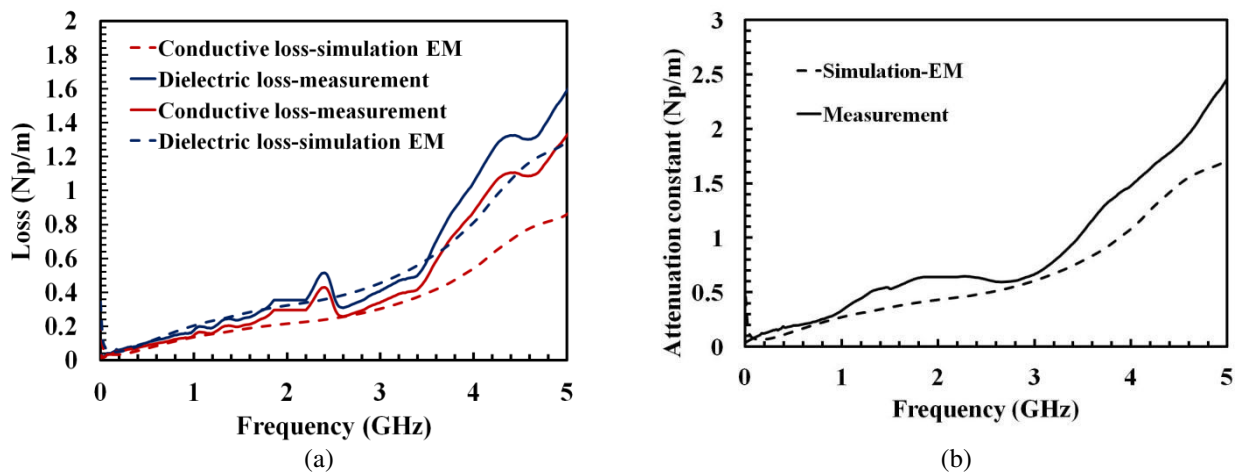 2
1.8
1.6
1.4
1.2
1
0.8
0.6
0.4
0.2
0
Loss (Np/m)
Conductive loss-simulation EM
Dielectric loss-measurement
Conductive loss-measurement
Dielectric loss-simulation EM
0 1 2 3 4 5
Frequency (GHz)
(a)
3
2.5
2
1.5
1
0.5
0
Attenuation constant (Np/m)
Simulation-EM
Measurement
0 1 2 3 4 5
Frequency (GHz)
(b)